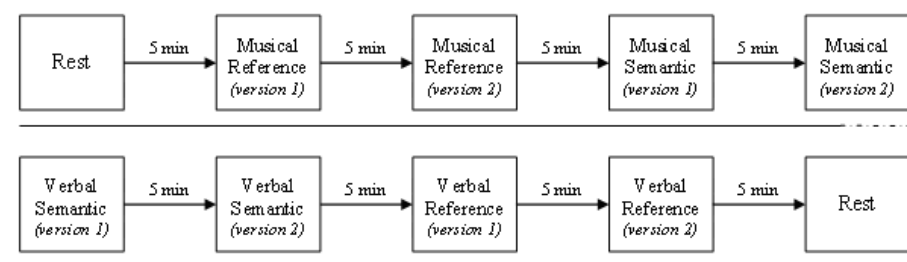 Rest
5 min
Musical
Reference
(version 1)
5 min
Musical
Reference
(version 2)
5 min
Musical
Semantic
(version 1)
5 min
Musical
Semantic
(version 2)
Verbal
Semantic
(version 1)
5 min
Verbal
Semantic
(version 2)
5 min
Verbal
Reference
(version 1)
5 min
Verbal
Reference
(version 2)
5 min
Rest